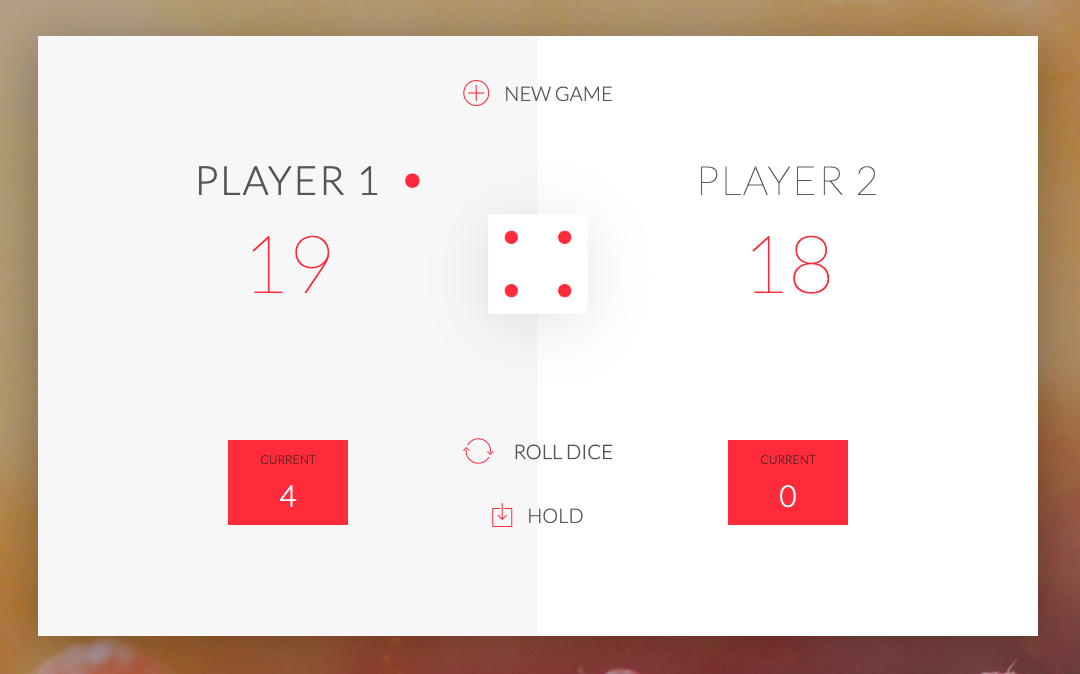 NEW GAME
PLAYER 1
19
PLAYER 2
18
CURRENT
4
ROLL DICE
HOLD
CURRENT
0